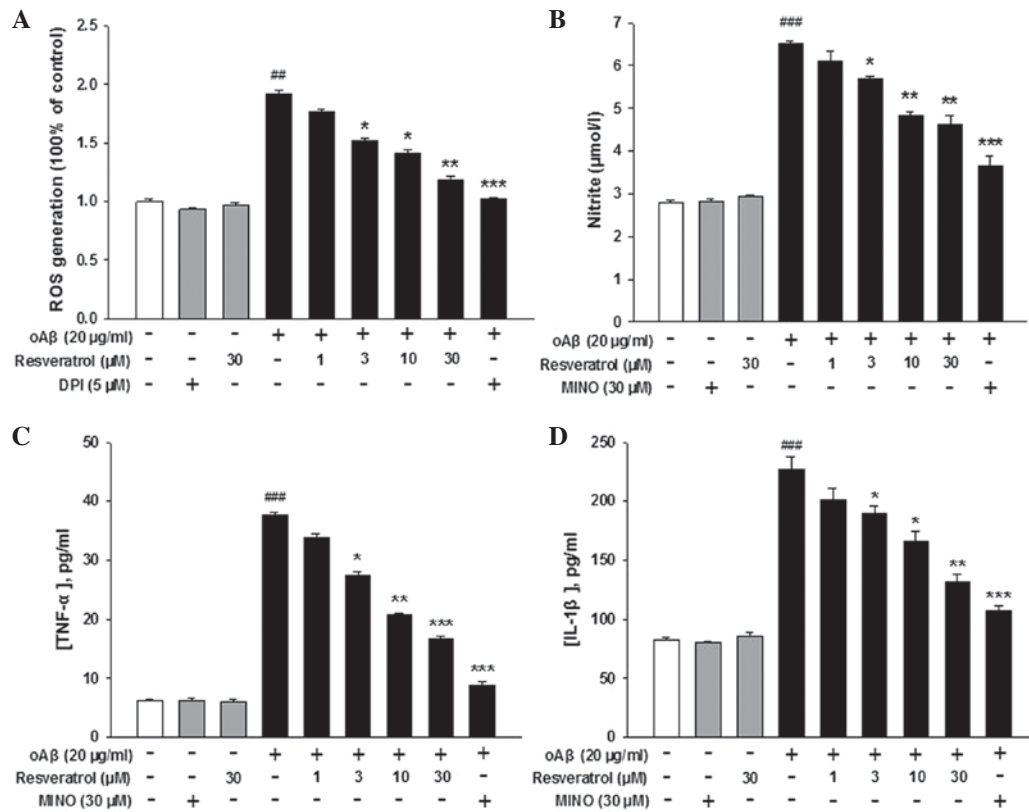 A
ROS generation (100% of control)
2.5
2.0
1.5
1.0
0.5
0.0
## * * ** ***
oAβ (20 µg/ml) - - - + + + + + +
Resveratrol (µM) - - 30 - 1 3 10 30 -
DPI (5 µM) - + - - - - - - +
B
Nitrite (µmol/l)
7
6
5
4
3
2
1
### * ** ** ***
oAβ (20 µg/ml) - - - + + + + + +
Resveratrol (µM) - - 30 - 1 3 10 30 -
MINO (30 µM) - + - - - - - - +
C
[TNF-α ], pg/ml
50
40
30
20
10
0
### * ** *** ***
oAβ (20 µg/ml) - - - + + + + + +
Resveratrol (µM) - - 30 - 1 3 10 30 -
MINO (30 µM) - + - - - - - - +
D
[IL-1β ], pg/ml
250
200
150
100
50
0
### * * ** ***
oAβ (20 µg/ml) - - - + + + + + +
Resveratrol (µM) - - 30 - 1 3 10 30 -
MINO (30 µM) - + - - - - - - +